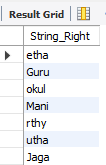 Result Grid
String_Right
etha
Guru
okul
Mani
rthy
utha
Jaga